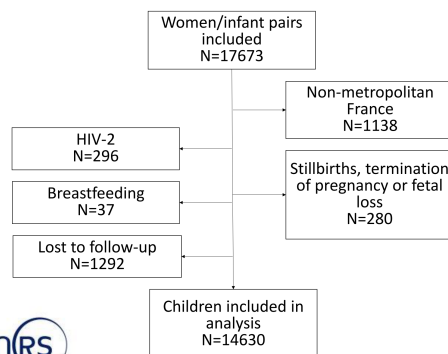 Women/infant pairs
included
N=17673
Non-metropolitan
France
N=1138
HIV-2
N=296
Stillbirths, termination
of pregnancy or fetal
loss
N=280
Breastfeeding
N=37
Lost to follow-up
N=1292
Children included in
analysis
N=14630